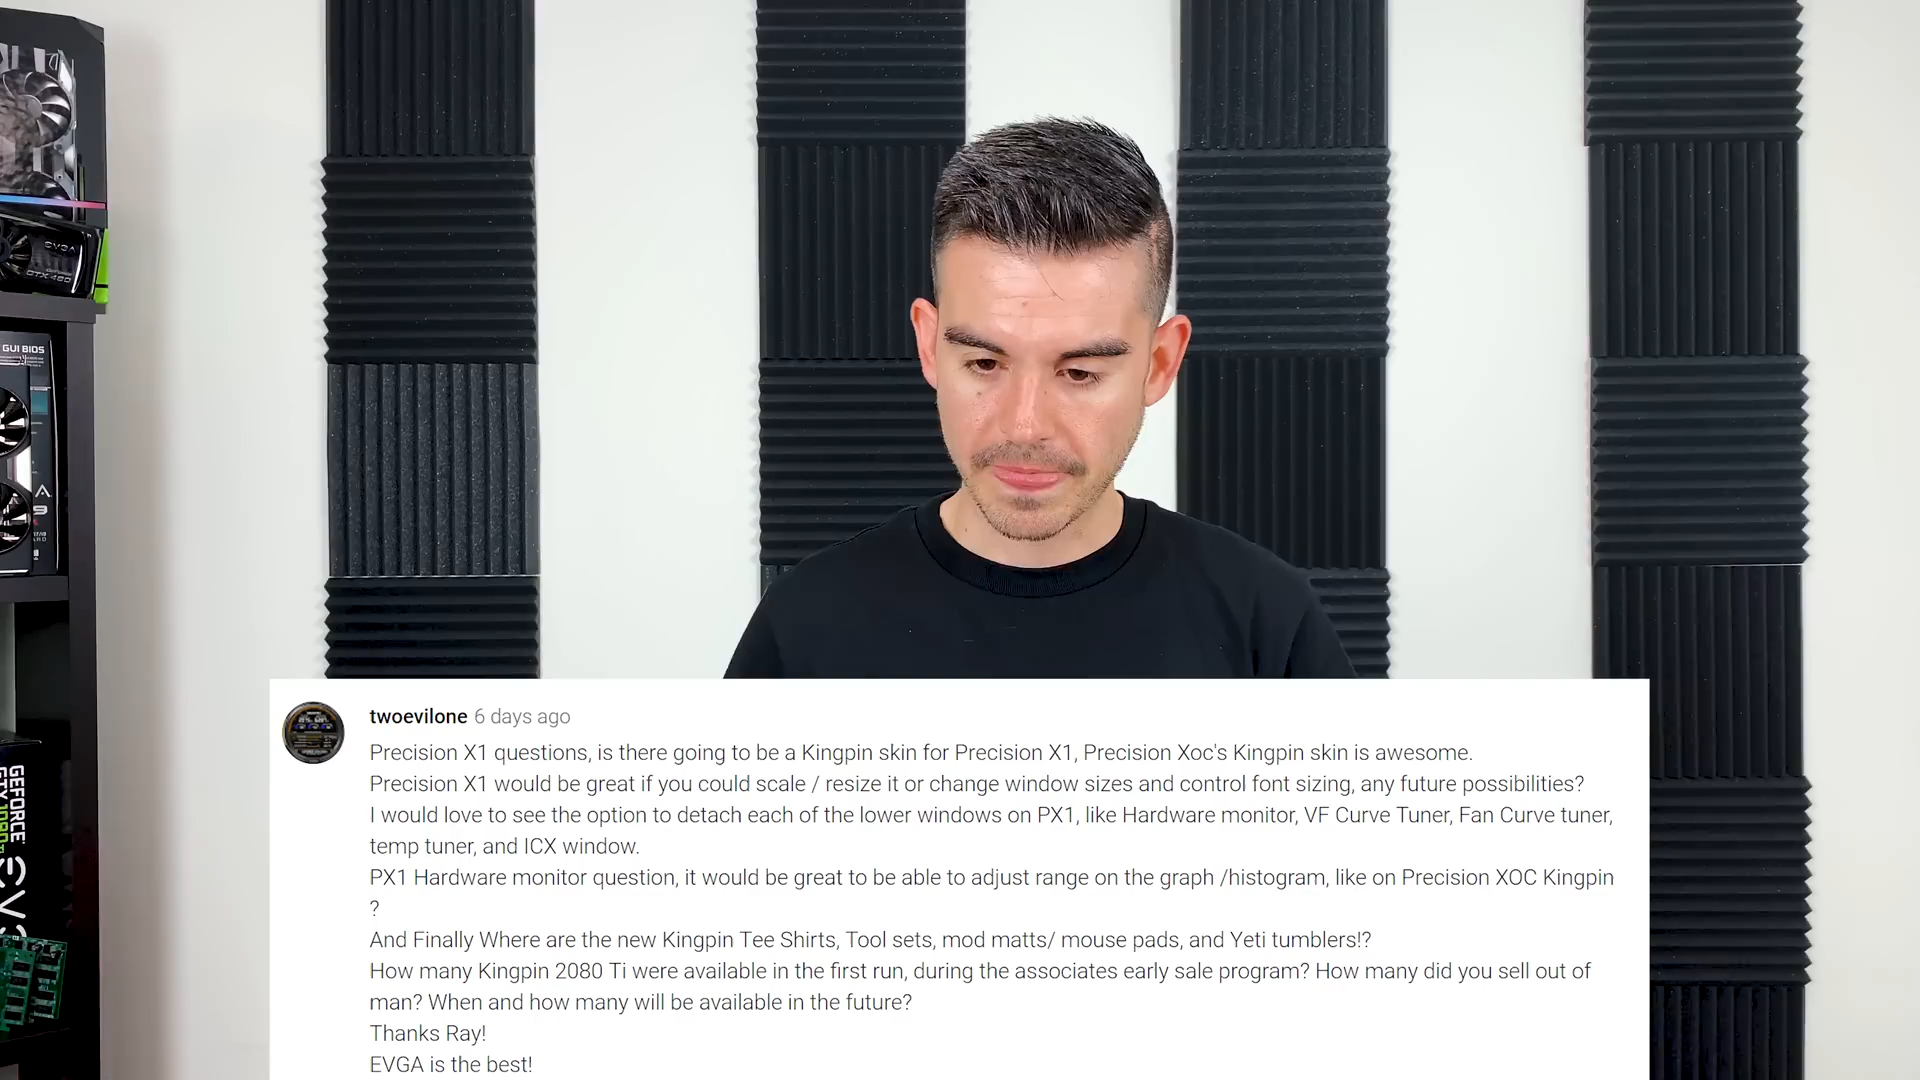 EVGA
GTX 480
GUI BIOS
GEFORCE
EVGA
twoevilone 6 days ago
Precision X1 questions, is there going to be a Kingpin skin for Precision X1, Precision Xoc's Kingpin skin is awesome.
Precision X1 would be great if you could scale / resize it or change window sizes and control font sizing, any future possibilities?
I would love to see the option to detach each of the lower windows on PX1, like Hardware monitor, VF Curve Tuner, Fan Curve tuner,
temp tuner, and ICX window.
PX1 Hardware monitor question, it would be great to be able to adjust range on the graph /histogram, like on Precision XOC Kingpin
?
And Finally Where are the new Kingpin Tee Shirts, Tool sets, mod matts/ mouse pads, and Yeti tumblers!?
How many Kingpin 2080 Ti were available in the first run, during the associates early sale program? How many did you sell out of
man? When and how many will be available in the future?
Thanks Ray!
EVGA is the best!